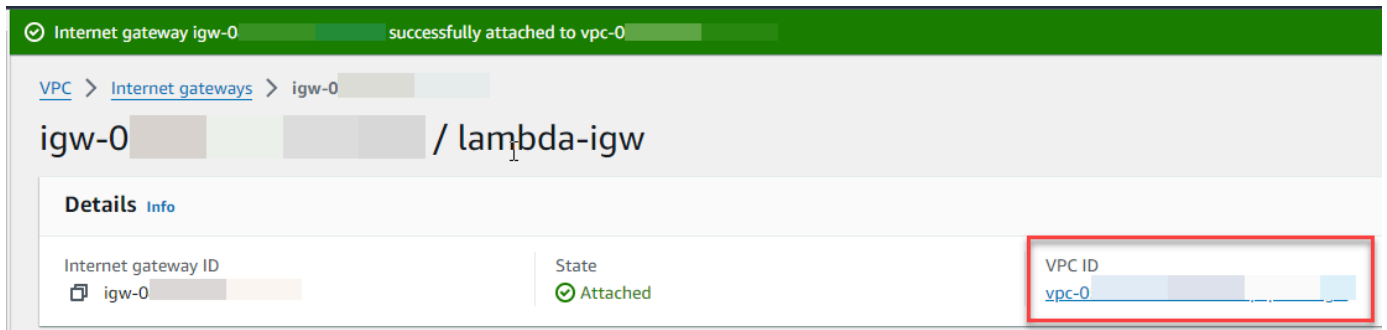 Internet gateway igw-0 successfully attached to vpc-0
VPC > Internet gateways > igw-0
igw-0 / lambda-igw
Details Info
Internet gateway ID
State
VPC ID
igw-0
Attached
vpc-0